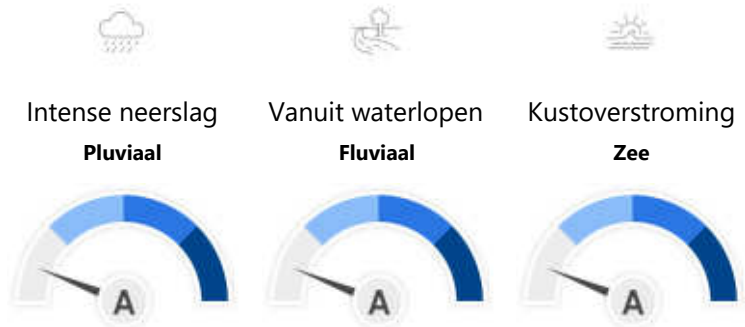 Intense neerslag Vanuit waterlopen Kustoverstroming
Pluviaal Fluviaal Zee
A A A